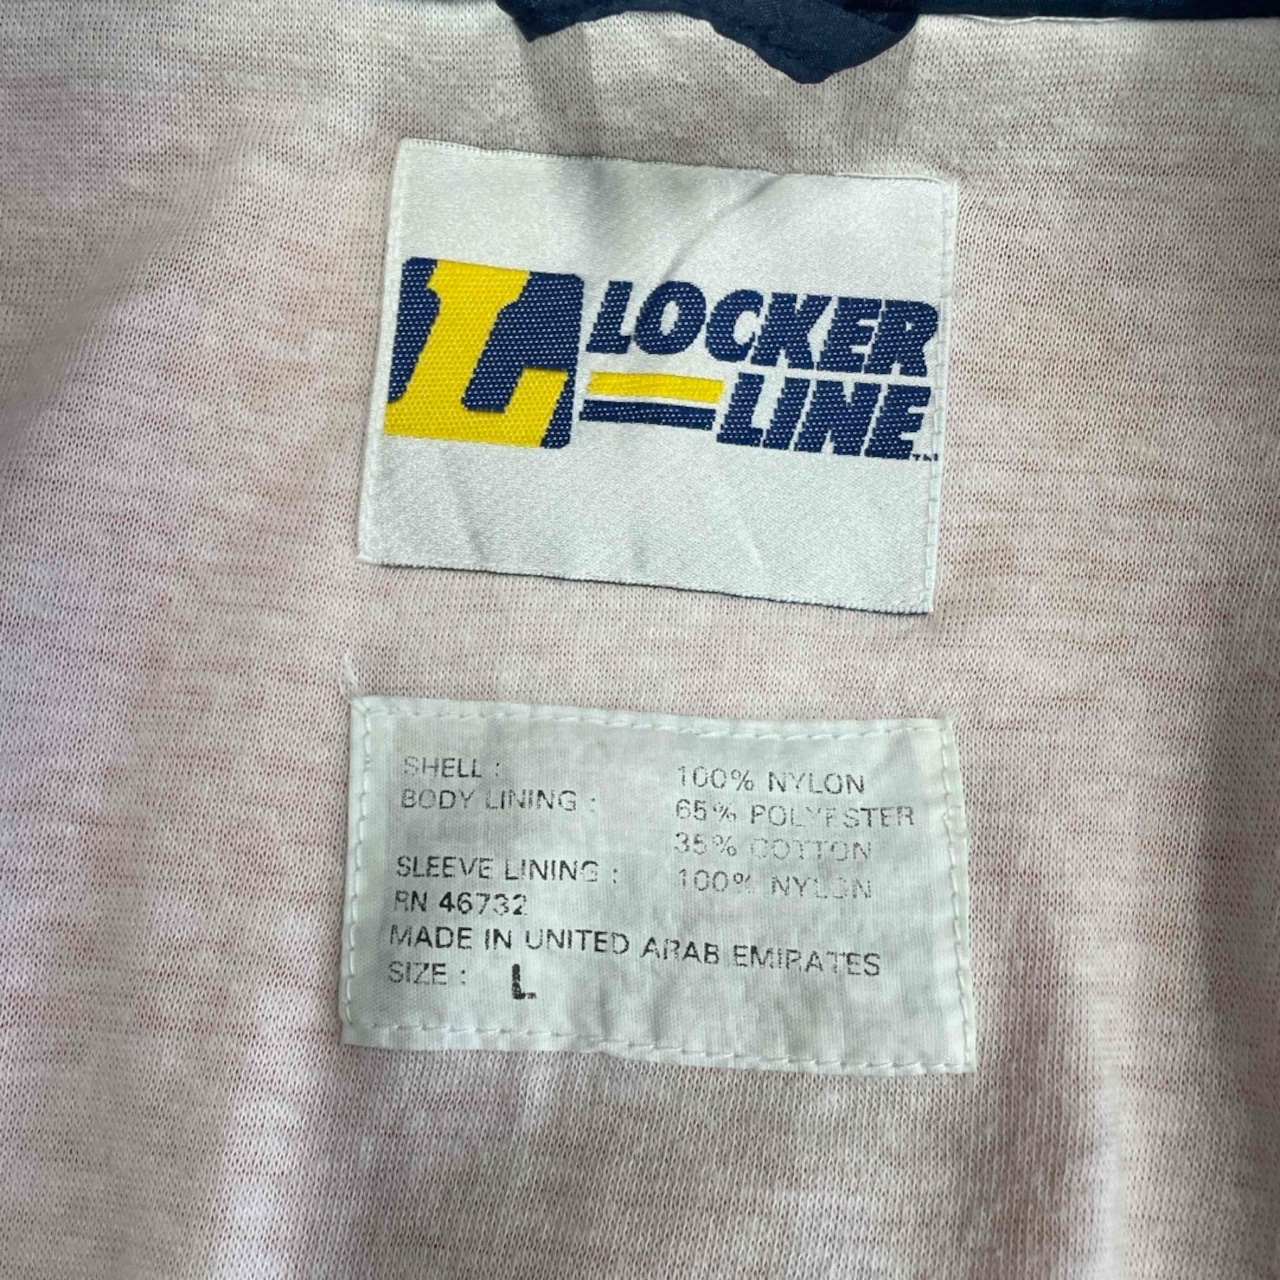 L LOCKER
LINE™
SHELL : 100% NYLON
BODY LINING : 65% POLYESTER
35% COTTON
SLEEVE LINING : 100% NYLON
RN 46732
MADE IN UNITED ARAB EMIRATES
SIZE : L